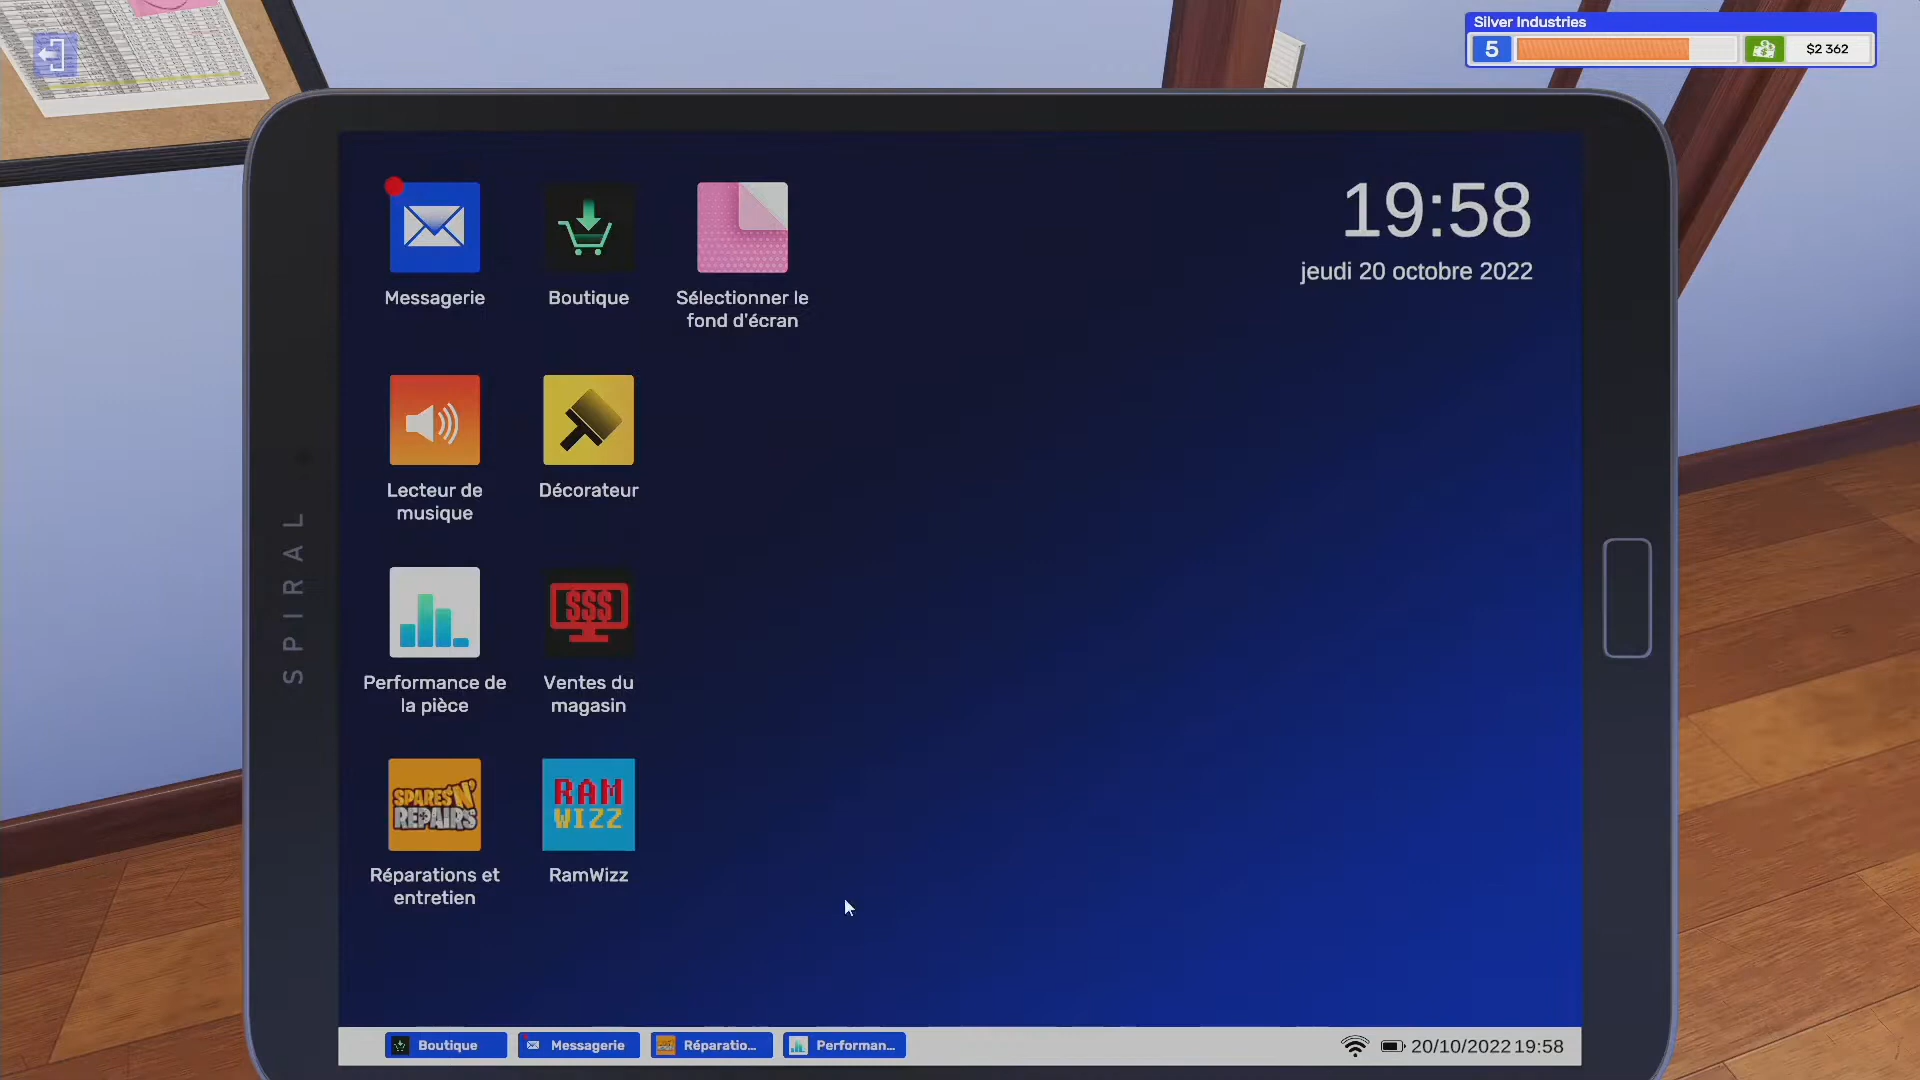 Silver Industries
5
$2 362
19:58
jeudi 20 octobre 2022
Messagerie
Boutique
Sélectionner le
fond d'écran
Lecteur de
musique
Décorateur
$$$
Performance de
la pièce
Ventes du
magasin
SPARES N'
REPAIRS
RAM
WIZZ
Réparations et
entretien
RamWizz
SPIRAL
Boutique
Messagerie
Réparatio...
Performan...
20/10/2022 19:58